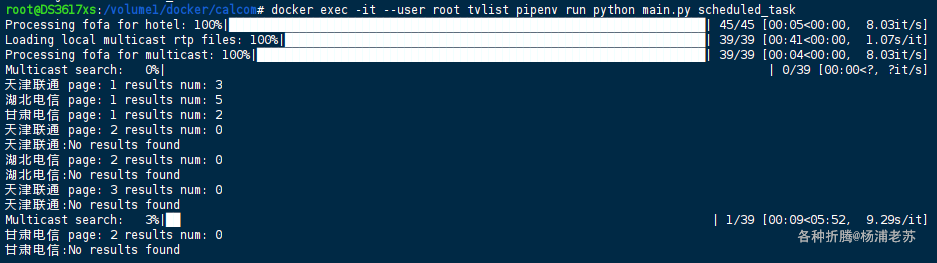 root@DS3617xs:/volume1/docker/calcom# docker exec -it --user root tvlist pipenv run python main.py scheduled_task
Processing fofa for hotel: 100%| | 45/45 [00:05<00:00, 8.03it/s]
Loading local multicast rtp files: 100%| | 39/39 [00:41<00:00, 1.07s/it]
Processing fofa for multicast: 100%| | 39/39 [00:04<00:00, 8.03it/s]
Multicast search: 0%| | 0/39 [00:00<?, ?it/s]
天津联通 page: 1 results num: 3
湖北电信 page: 1 results num: 5
甘肃电信 page: 1 results num: 2
天津联通 page: 2 results num: 0
天津联通:No results found
湖北电信 page: 2 results num: 0
湖北电信:No results found
天津联通 page: 3 results num: 0
天津联通:No results found
Multicast search: 3%| | 1/39 [00:09<05:52, 9.29s/it]
甘肃电信 page: 2 results num: 0
甘肃电信:No results found
各种折腾@杨浦老苏